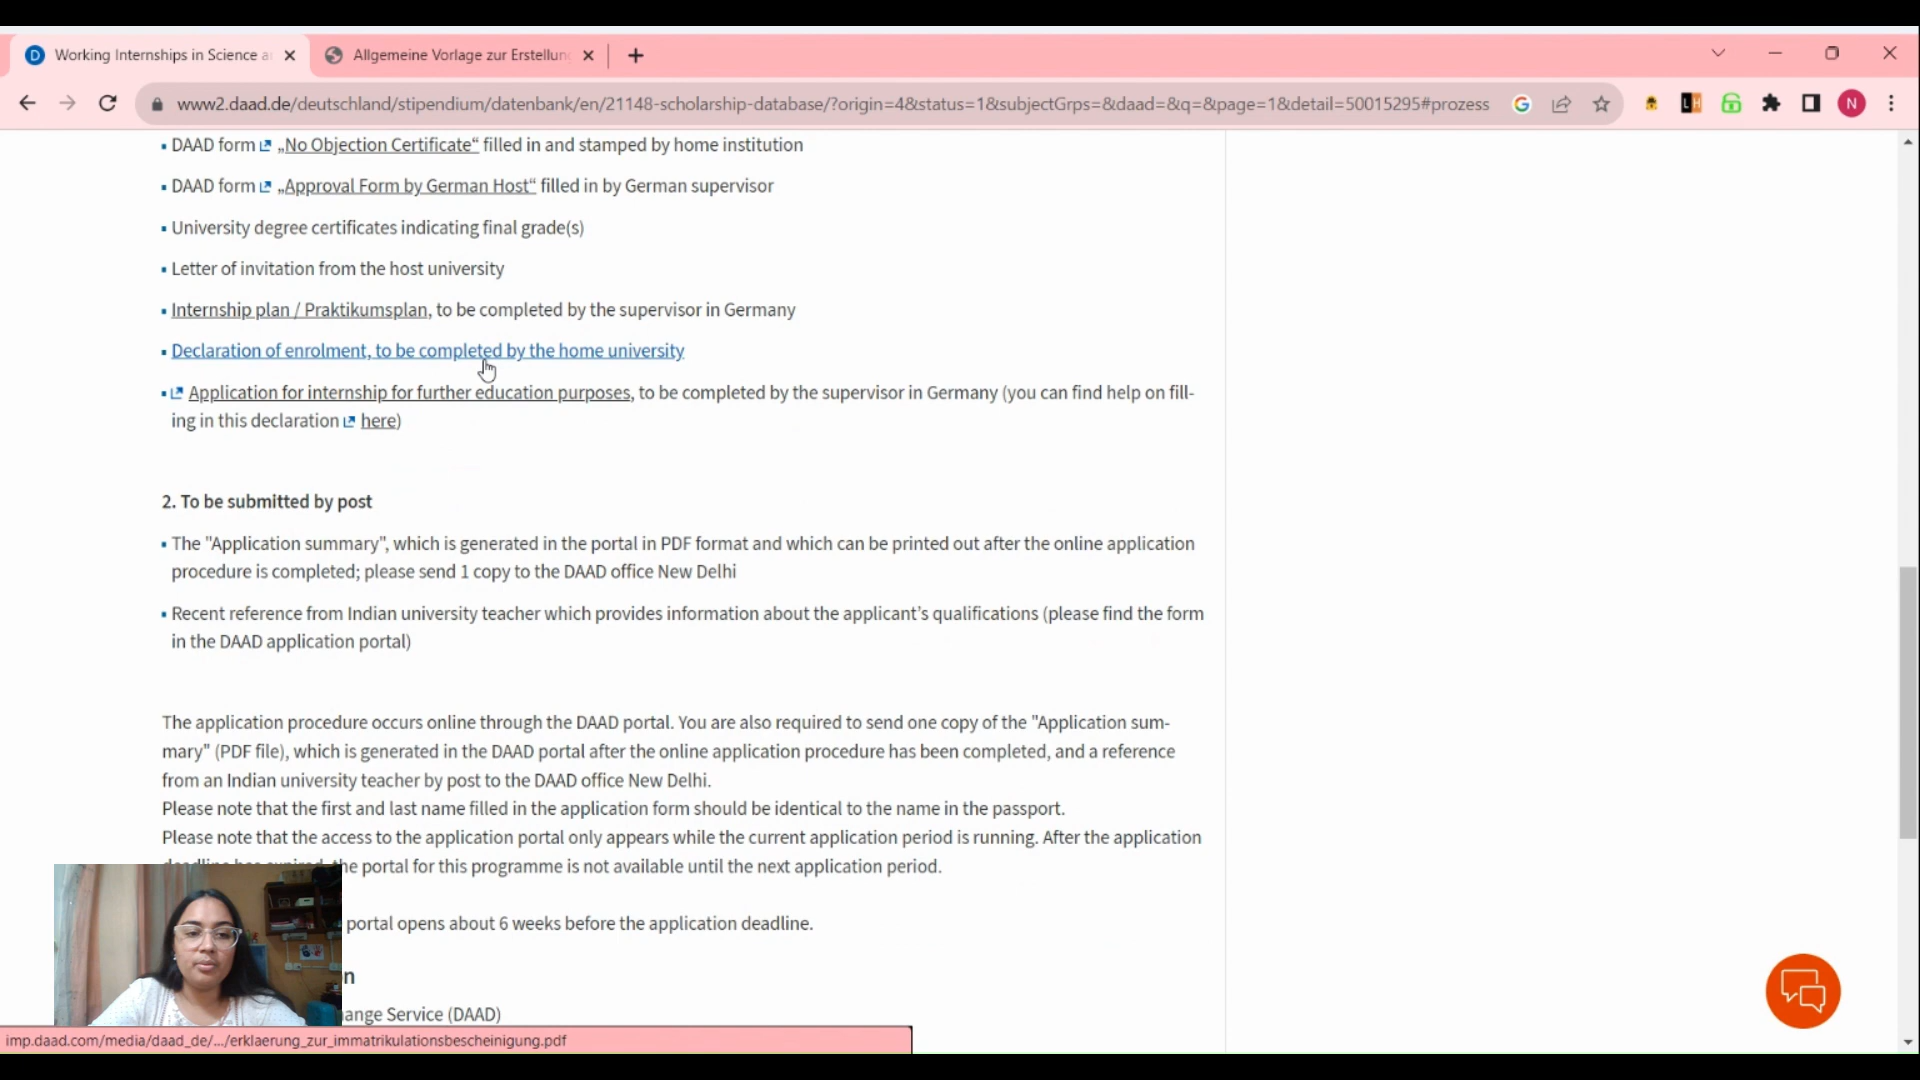 Working Internships in Science a
Allgemeine Vorlage zur Erstellun
www2.daad.de/deutschland/stipendium/datenbank/en/21148-scholarship-database/?origin=4&status=1&subjectGrps=&daad=&q=&page=1&detail=50015295#prozess
N
▪ DAAD form „No Objection Certificate“ filled in and stamped by home institution
▪ DAAD form „Approval Form by German Host“ filled in by German supervisor
▪ University degree certificates indicating final grade(s)
▪ Letter of invitation from the host university
▪ Internship plan / Praktikumsplan, to be completed by the supervisor in Germany
▪ Declaration of enrolment, to be completed by the home university
▪ Application for internship for further education purposes, to be completed by the supervisor in Germany (you can find help on fill-
ing in this declaration here)
2. To be submitted by post
▪ The "Application summary", which is generated in the portal in PDF format and which can be printed out after the online application
procedure is completed; please send 1 copy to the DAAD office New Delhi
▪ Recent reference from Indian university teacher which provides information about the applicant’s qualifications (please find the form
in the DAAD application portal)
The application procedure occurs online through the DAAD portal. You are also required to send one copy of the "Application sum-
mary" (PDF file), which is generated in the DAAD portal after the online application procedure has been completed, and a reference
from an Indian university teacher by post to the DAAD office New Delhi.
Please note that the first and last name filled in the application form should be identical to the name in the passport.
Please note that the access to the application portal only appears while the current application period is running. After the application
the portal for this programme is not available until the next application period.
portal opens about 6 weeks before the application deadline.
n
ange Service (DAAD)
imp.daad.com/media/daad_de/.../erklaerung_zur_immatrikulationsbescheinigung.pdf